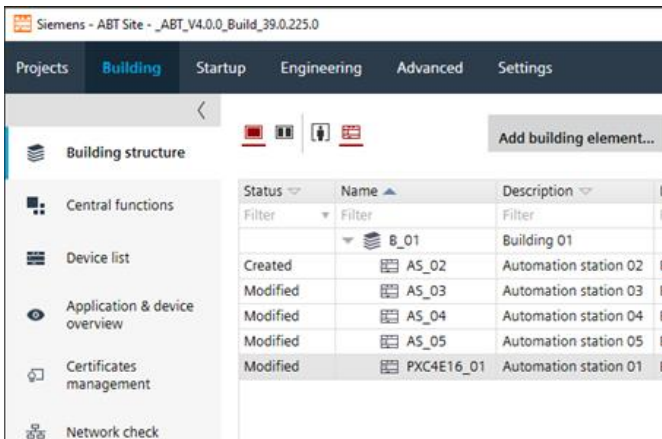 Siemens - ABT Site - _ABT_V4.0.0_Build_39.0.225.0
Projects Building Startup Engineering Advanced Settings
Building structure
Central functions
Device list
Application & device
overview
Certificates
management
Network check
Add building element...
Status Name Description
Filter Filter Filter
B_01 Building 01
Created AS_02 Automation station 02
Modified AS_03 Automation station 03
Modified AS_04 Automation station 04
Modified AS_05 Automation station 05
Modified PXC4E16_01 Automation station 01